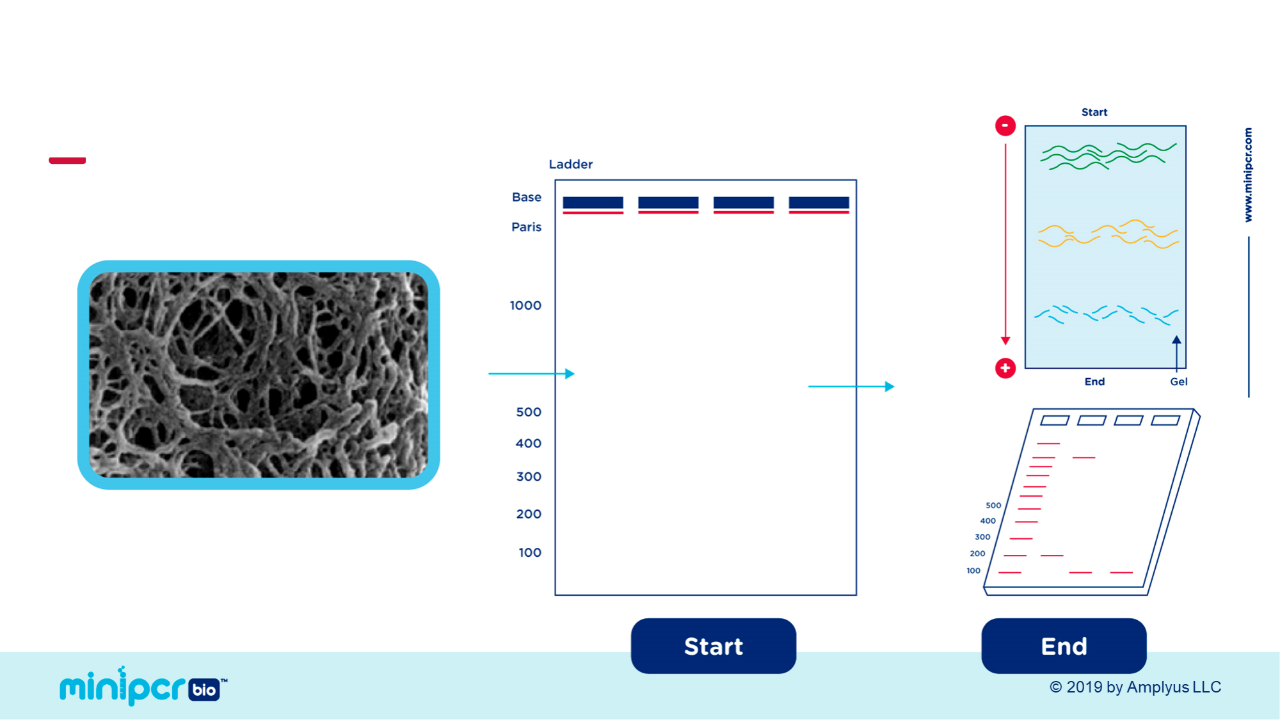 Start
-
Ladder
Base
Paris
1000
500
400
300
200
100
+
End
Gel
www.minipcr.com
500
400
300
200
100
Start
End
minipcr bio™
© 2019 by Amplyus LLC